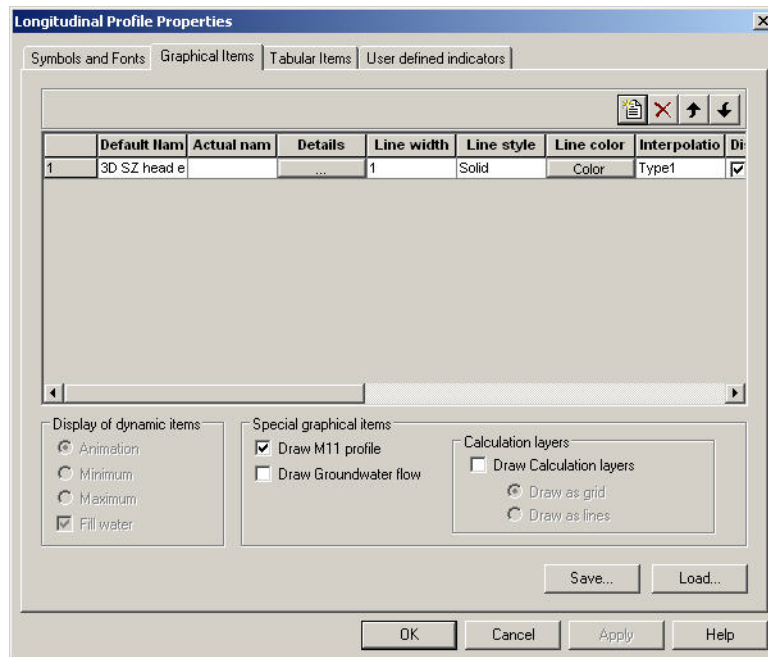 Longitudinal Profile Properties
Symbols and Fonts Graphical Items Tabular Items User defined indicators
Default Nam Actual nam Details Line width Line style Line color Interpolatio Di
1 3D SZ head e ... 1 Solid Color Type1
Display of dynamic items
Animation
Minimum
Maximum
Fill water
Special graphical items
Draw M11 profile
Draw Groundwater flow
Calculation layers
Draw Calculation layers
Draw as grid
Draw as lines
Save... Load...
OK Cancel Apply Help